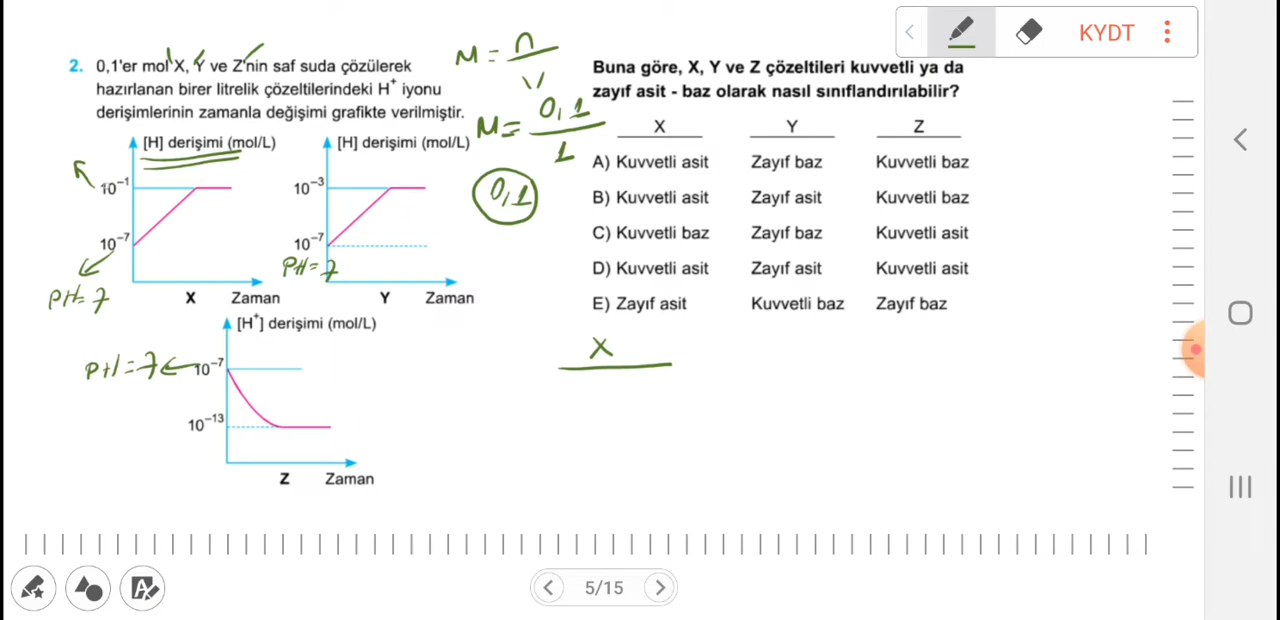 2. 0,1'er mol X, Y ve Z'nin saf suda çözülerek
hazırlanan birer litrelik çözeltilerindeki H⁺ iyonu
derişimlerinin zamanla değişimi grafikte verilmiştir.
[H] derişimi (mol/L)
10⁻¹
10⁻⁷
PH=7
X Zaman
[H] derişimi (mol/L)
10⁻³
10⁻⁷
PH=7
Y Zaman
[H⁺] derişimi (mol/L)
PH=7
10⁻⁷
10⁻¹³
Z Zaman
M = n
V
M = 0,1
1
0,1
KYDT
Buna göre, X, Y ve Z çözeltileri kuvvetli ya da
zayıf asit - baz olarak nasıl sınıflandırılabilir?
X Y Z
A) Kuvvetli asit Zayıf baz Kuvvetli baz
B) Kuvvetli asit Zayıf asit Kuvvetli baz
C) Kuvvetli baz Zayıf baz Kuvvetli asit
D) Kuvvetli asit Zayıf asit Kuvvetli asit
E) Zayıf asit Kuvvetli baz Zayıf baz
X
5/15